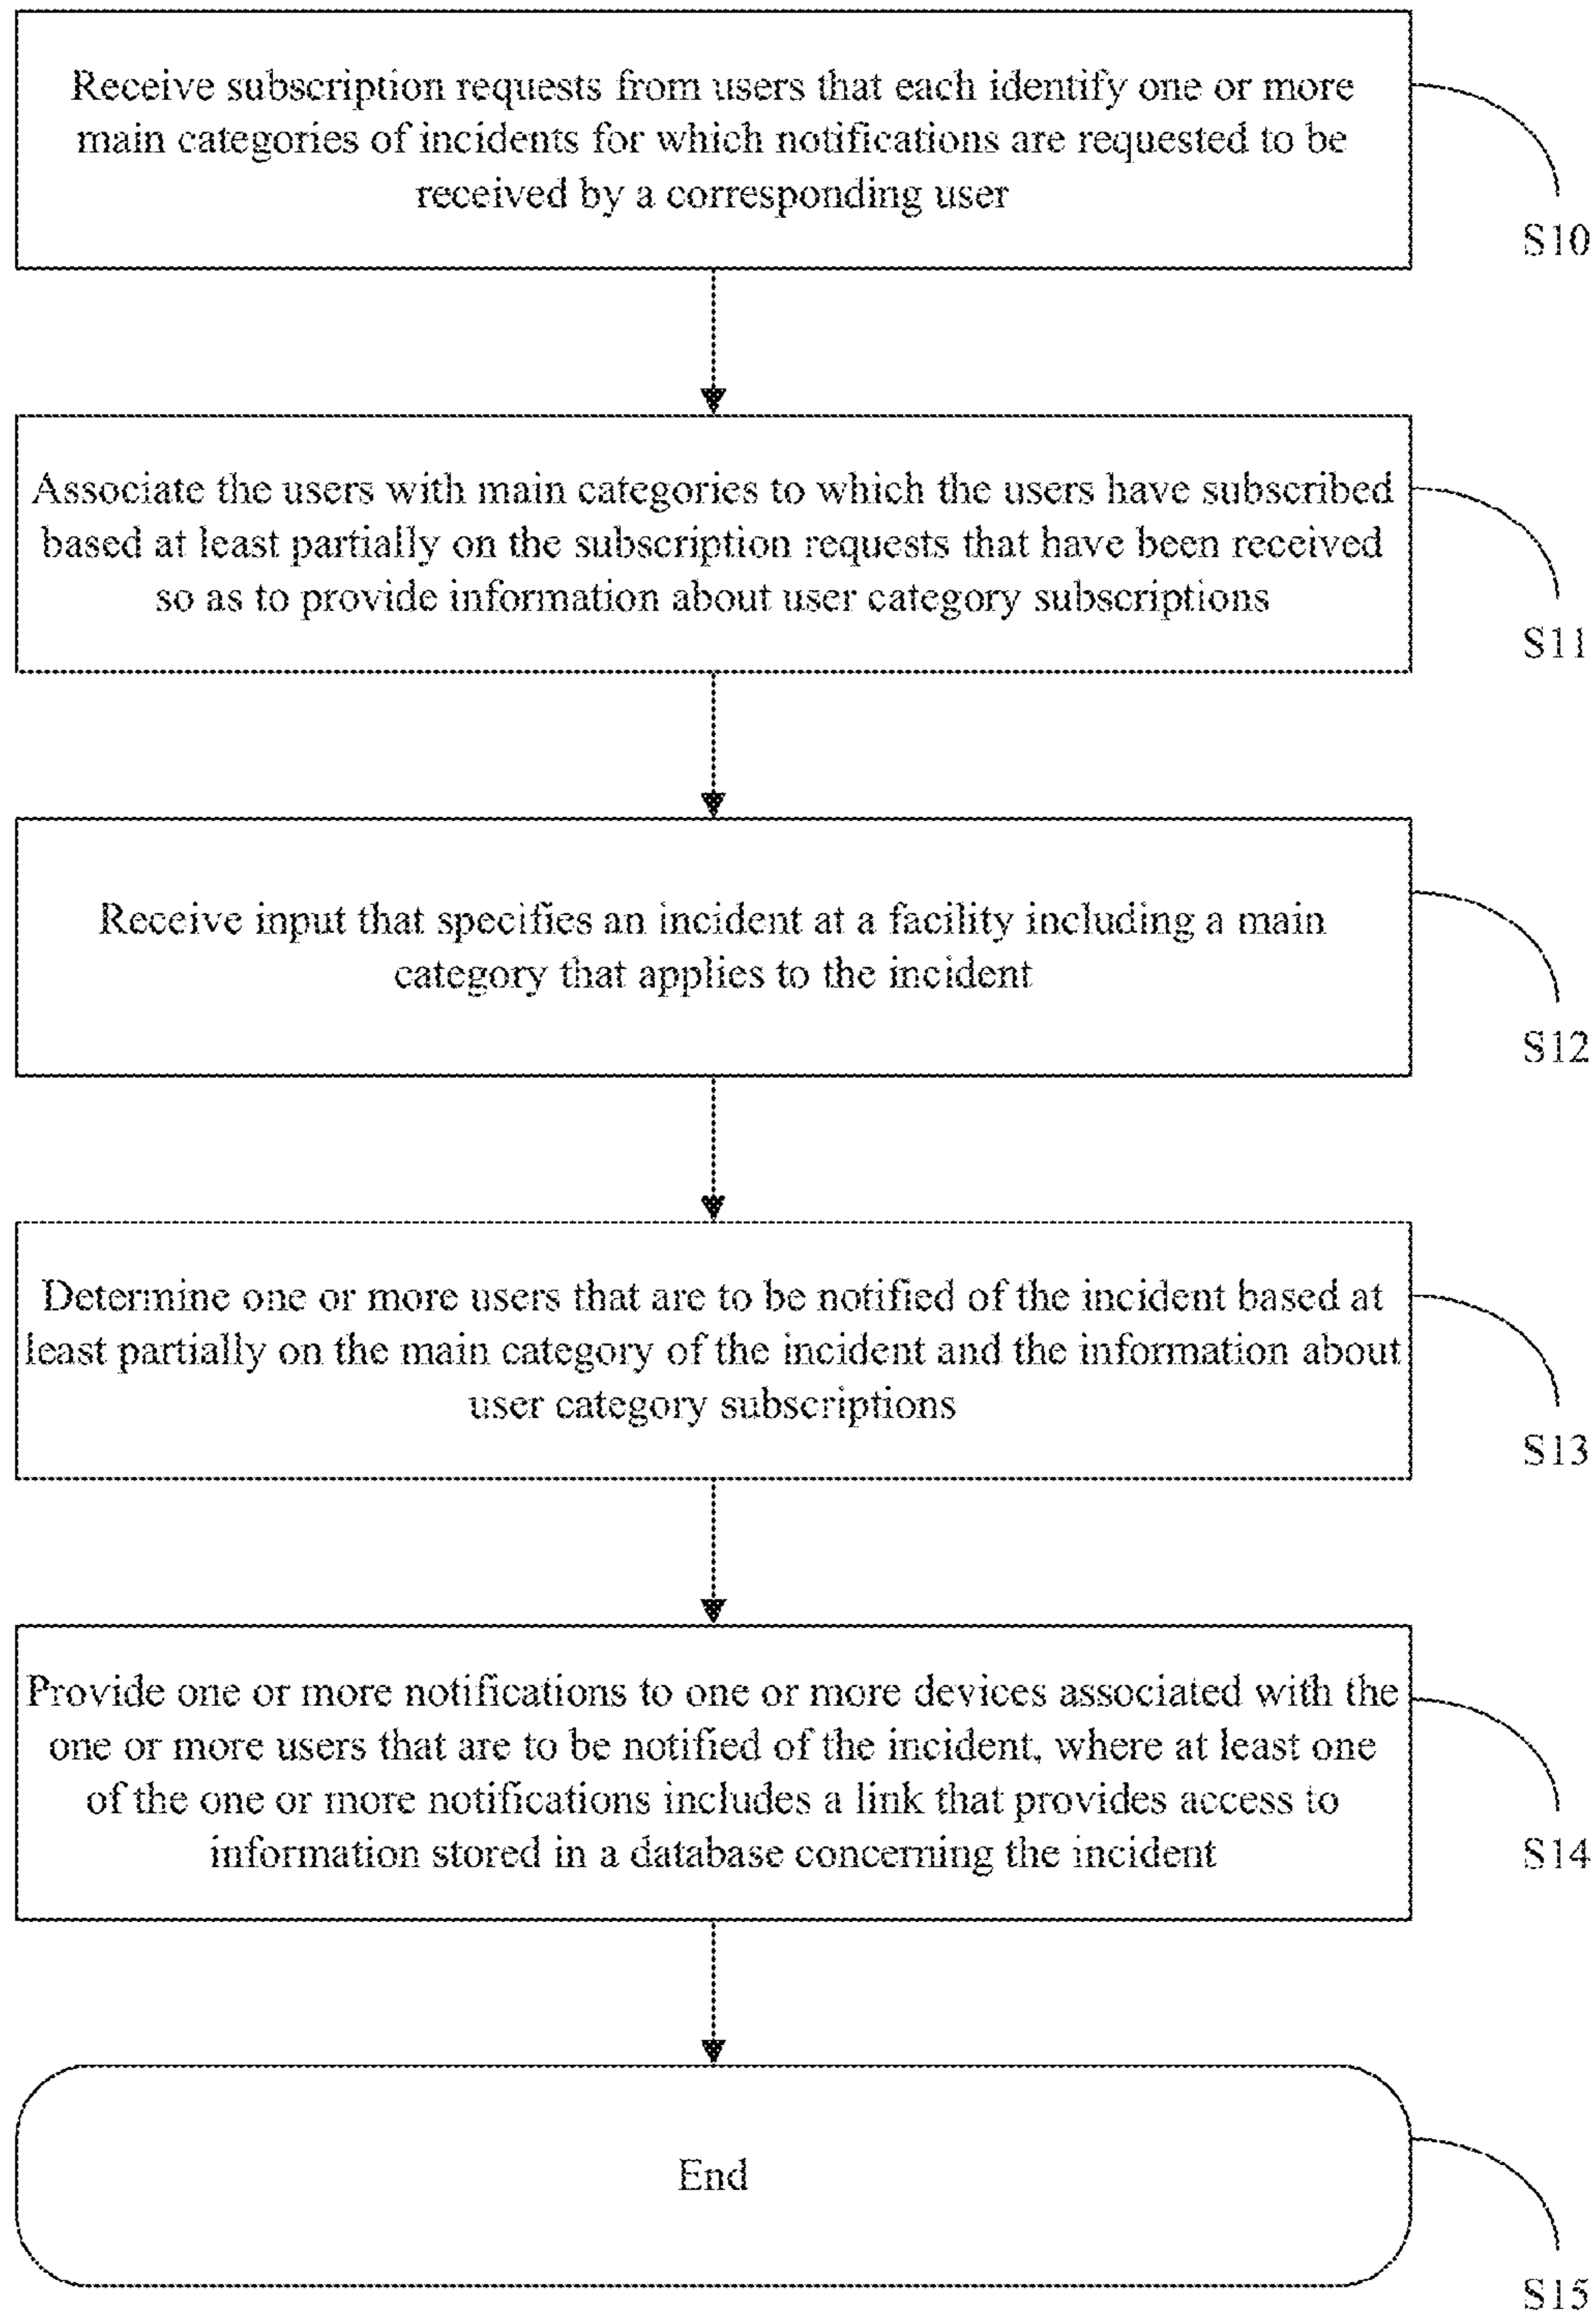 Receive subscription requests from users that each identify one or more
main categories of incidents for which notifications are requested to be
received by a corresponding user
S10
Associate the users with main categories to which the users have subscribed
based at least partially on the subscription requests that have been received
so as to provide information about user category subscriptions
S11
Receive input that specifies an incident at a facility including a main
category that applies to the incident
S12
Determine one or more users that are to be notified of the incident based at
least partially on the main category of the incident and the information about
user category subscriptions
S13
Provide one or more notifications to one or more devices associated with the
one or more users that are to be notified of the incident, where at least one
of the one or more notifications includes a link that provides access to
information stored in a database concerning the incident
S14
End
S15